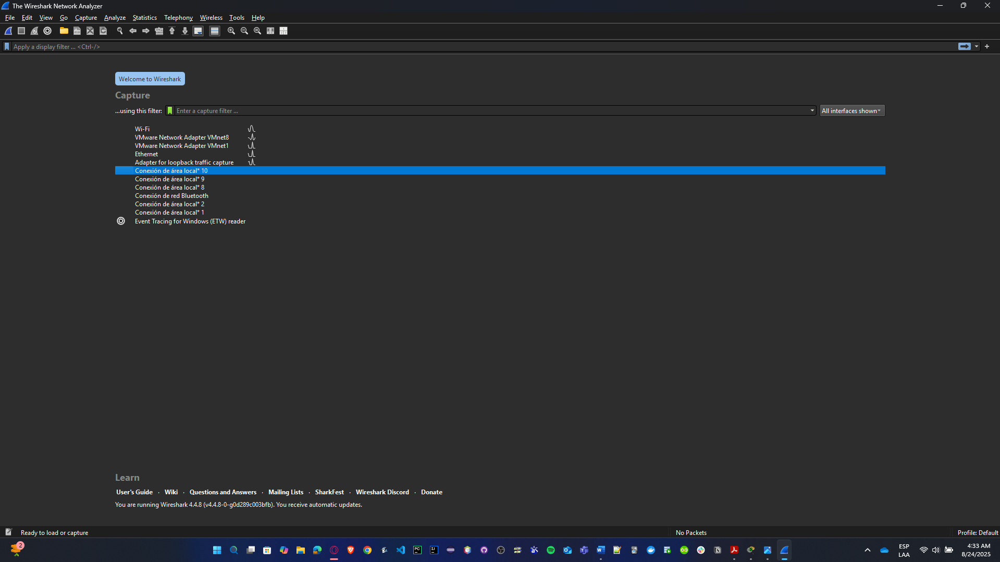 The Wireshark Network Analyzer
File Edit View Go Capture Analyze Statistics Telephony Wireless Tools Help
Apply a display filter ... <Ctrl-/>
Welcome to Wireshark
Capture
...using this filter: Enter a capture filter ... All interfaces shown
Wi-Fi
VMware Network Adapter VMnet8
VMware Network Adapter VMnet1
Ethernet
Adapter for loopback traffic capture
Conexión de área local* 10
Conexión de área local* 9
Conexión de área local* 8
Conexión de red Bluetooth
Conexión de área local* 2
Conexión de área local* 1
Event Tracing for Windows (ETW) reader
Learn
User's Guide · Wiki · Questions and Answers · Mailing Lists · SharkFest · Wireshark Discord · Donate
You are running Wireshark 4.4.8 (v4.4.8-0-g0d289c003bfb). You receive automatic updates.
Ready to load or capture No Packets Profile: Default
2
PC
IJ
ESP
LAA
4:33 AM
8/24/2025